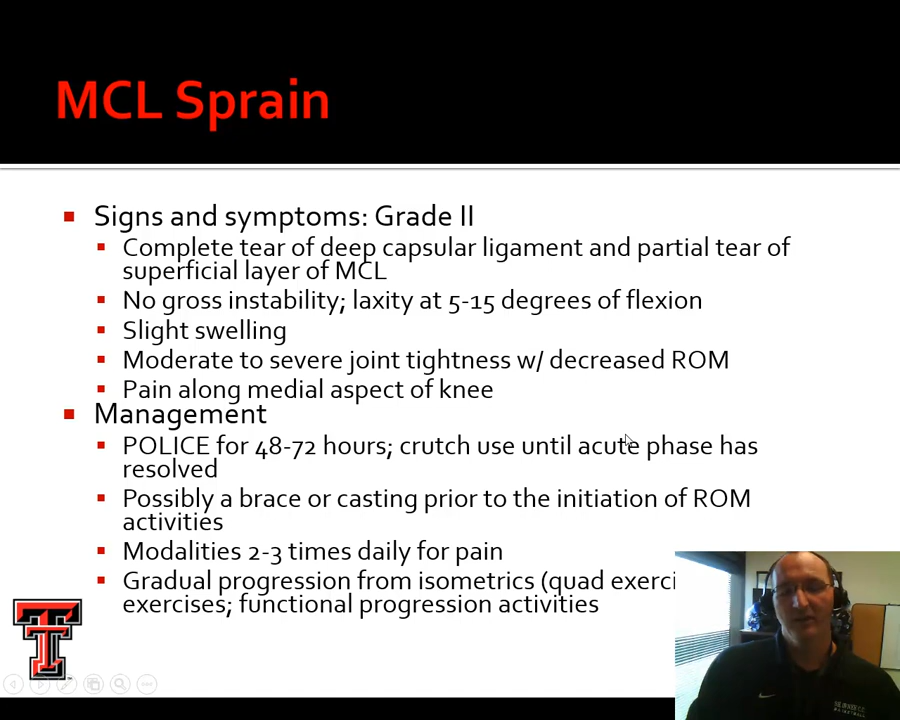 MCL Sprain
Signs and symptoms: Grade II
Complete tear of deep capsular ligament and partial tear of
superficial layer of MCL
No gross instability; laxity at 5-15 degrees of flexion
Slight swelling
Moderate to severe joint tightness w/ decreased ROM
Pain along medial aspect of knee
Management
POLICE for 48-72 hours; crutch use until acute phase has
resolved
Possibly a brace or casting prior to the initiation of ROM
activities
Modalities 2-3 times daily for pain
Gradual progression from isometrics (quad exerci
exercises; functional progression activities